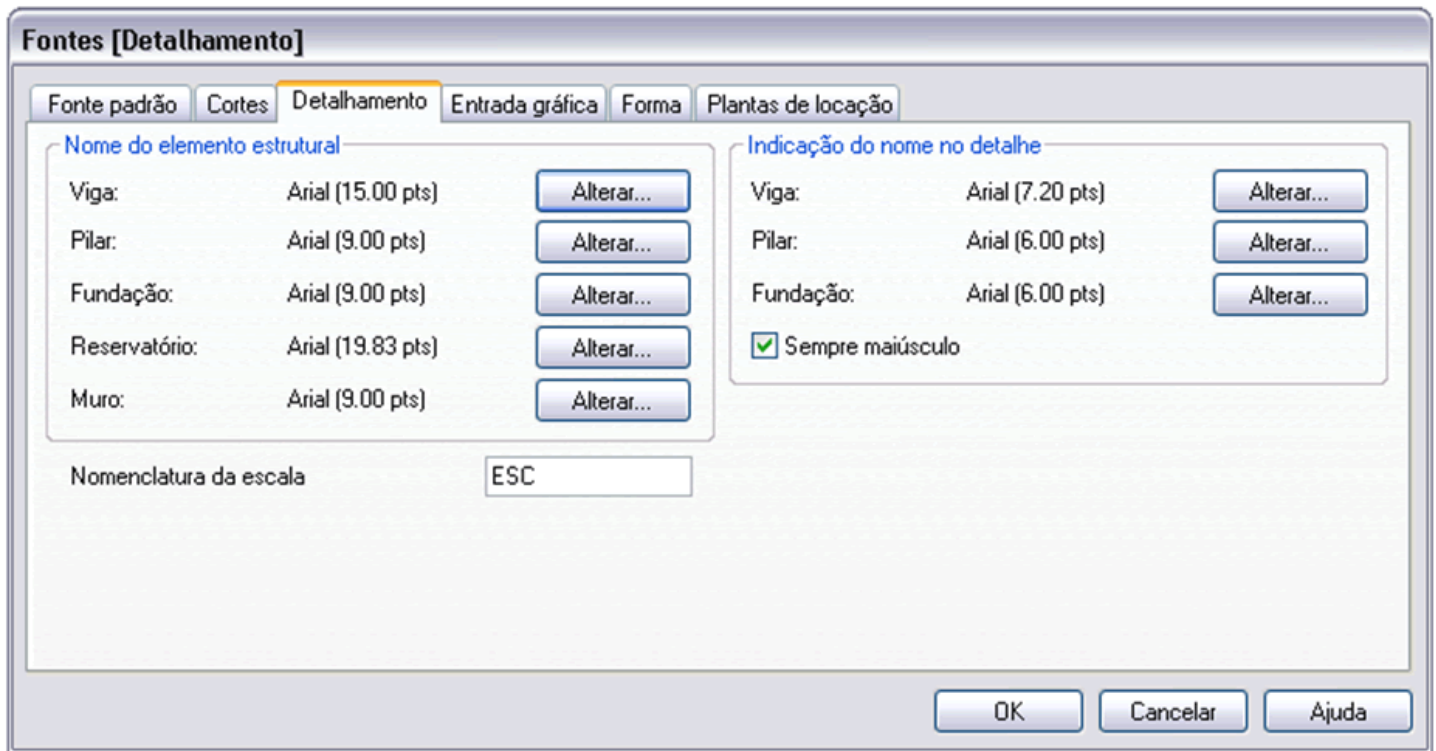 Fontes [Detalhamento]
Fonte padrão Cortes Detalhamento Entrada gráfica Forma Plantas de locação
Nome do elemento estrutural
Viga: Arial (15.00 pts) Alterar...
Pilar: Arial (9.00 pts) Alterar...
Fundação: Arial (9.00 pts) Alterar...
Reservatório: Arial (19.83 pts) Alterar...
Muro: Arial (9.00 pts) Alterar...
Nomenclatura da escala ESC
Indicação do nome no detalhe
Viga: Arial (7.20 pts) Alterar...
Pilar: Arial (6.00 pts) Alterar...
Fundação: Arial (6.00 pts) Alterar...
Sempre maiúsculo
OK Cancelar Ajuda